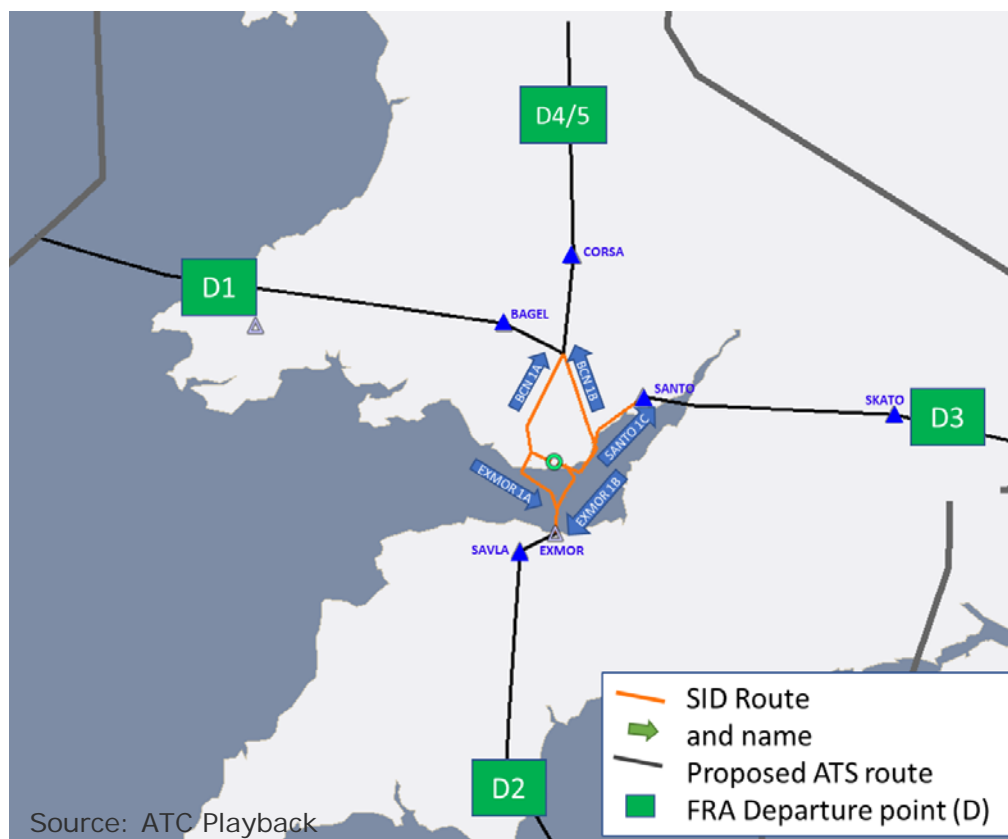 D4/5
CORSA
D1
BAGEL
BCN 1A
BCN 1B
SANTO
SKATO
D3
SANTO 1C
EXMOR 1A
EXMOR 1B
SAVLA
EXMOR
D2
SID Route
and name
Proposed ATS route
FRA Departure point (D)
Source: ATC Playback